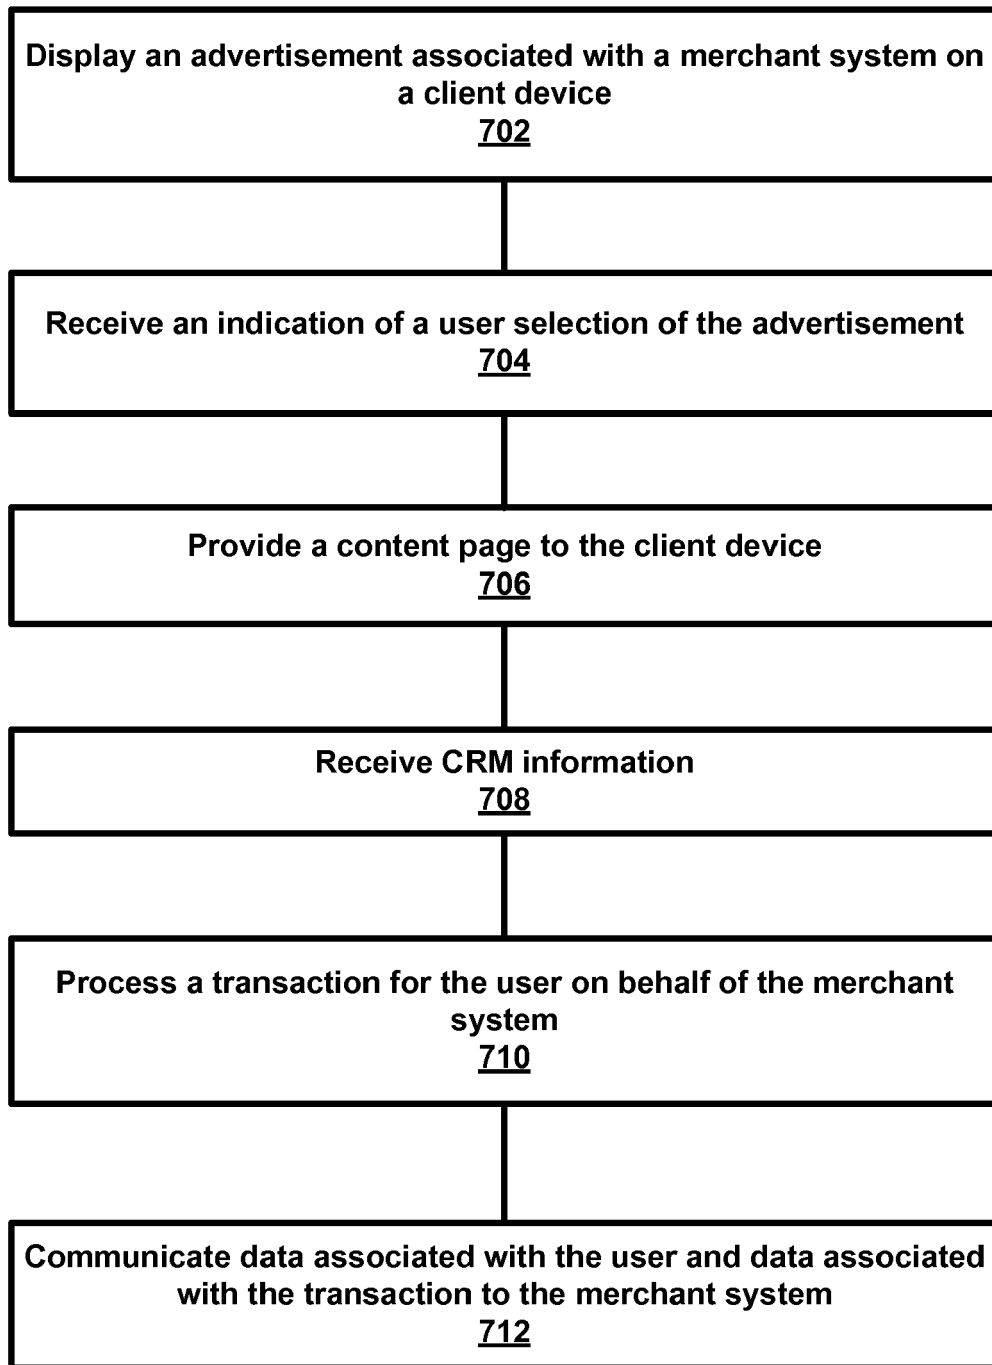 Display an advertisement associated with a merchant system on
a client device
702
Receive an indication of a user selection of the advertisement
704
Provide a content page to the client device
706
Receive CRM information
708
Process a transaction for the user on behalf of the merchant
system
710
Communicate data associated with the user and data associated
with the transaction to the merchant system
712